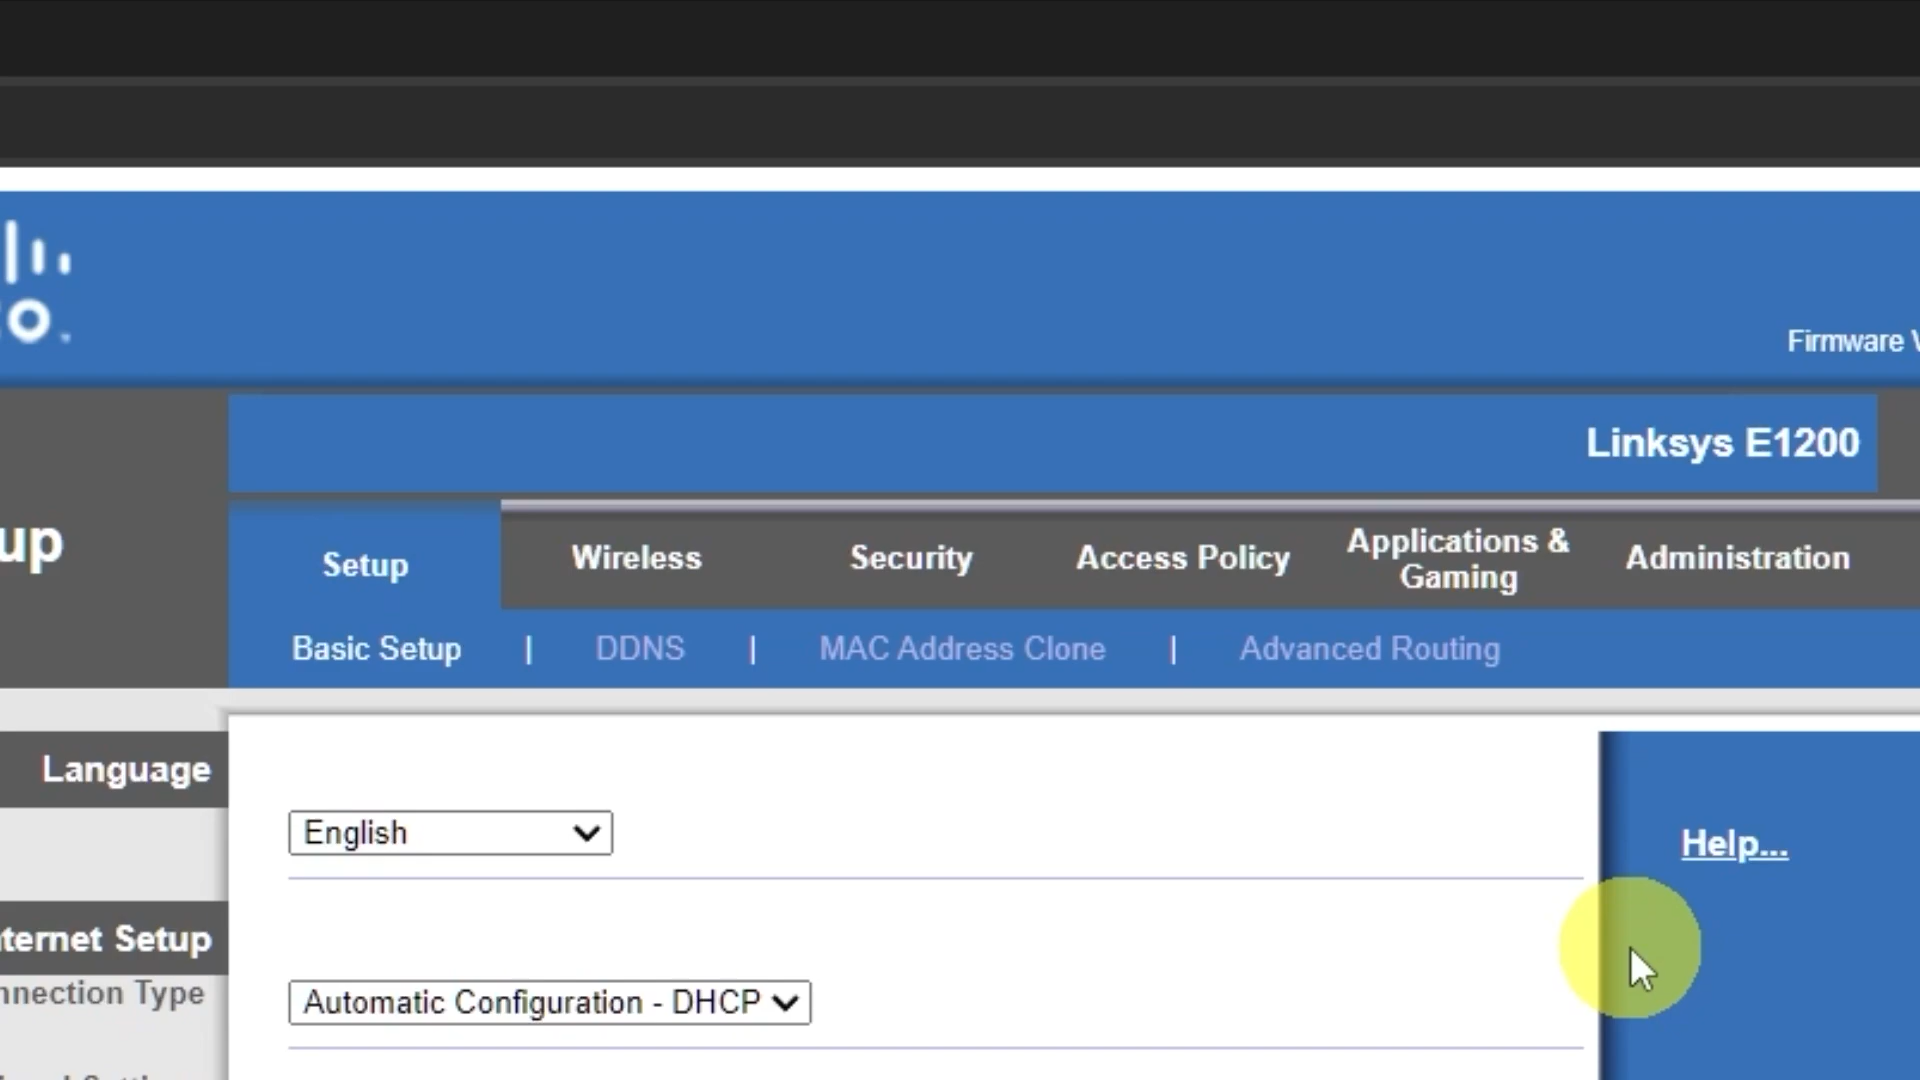 Firmware
Linksys E1200
up
Setup
Wireless
Security
Access Policy
Applications &
Gaming
Administration
Basic Setup | DDNS | MAC Address Clone | Advanced Routing
Language
English
Help...
ternet Setup
nnection Type
Automatic Configuration - DHCP